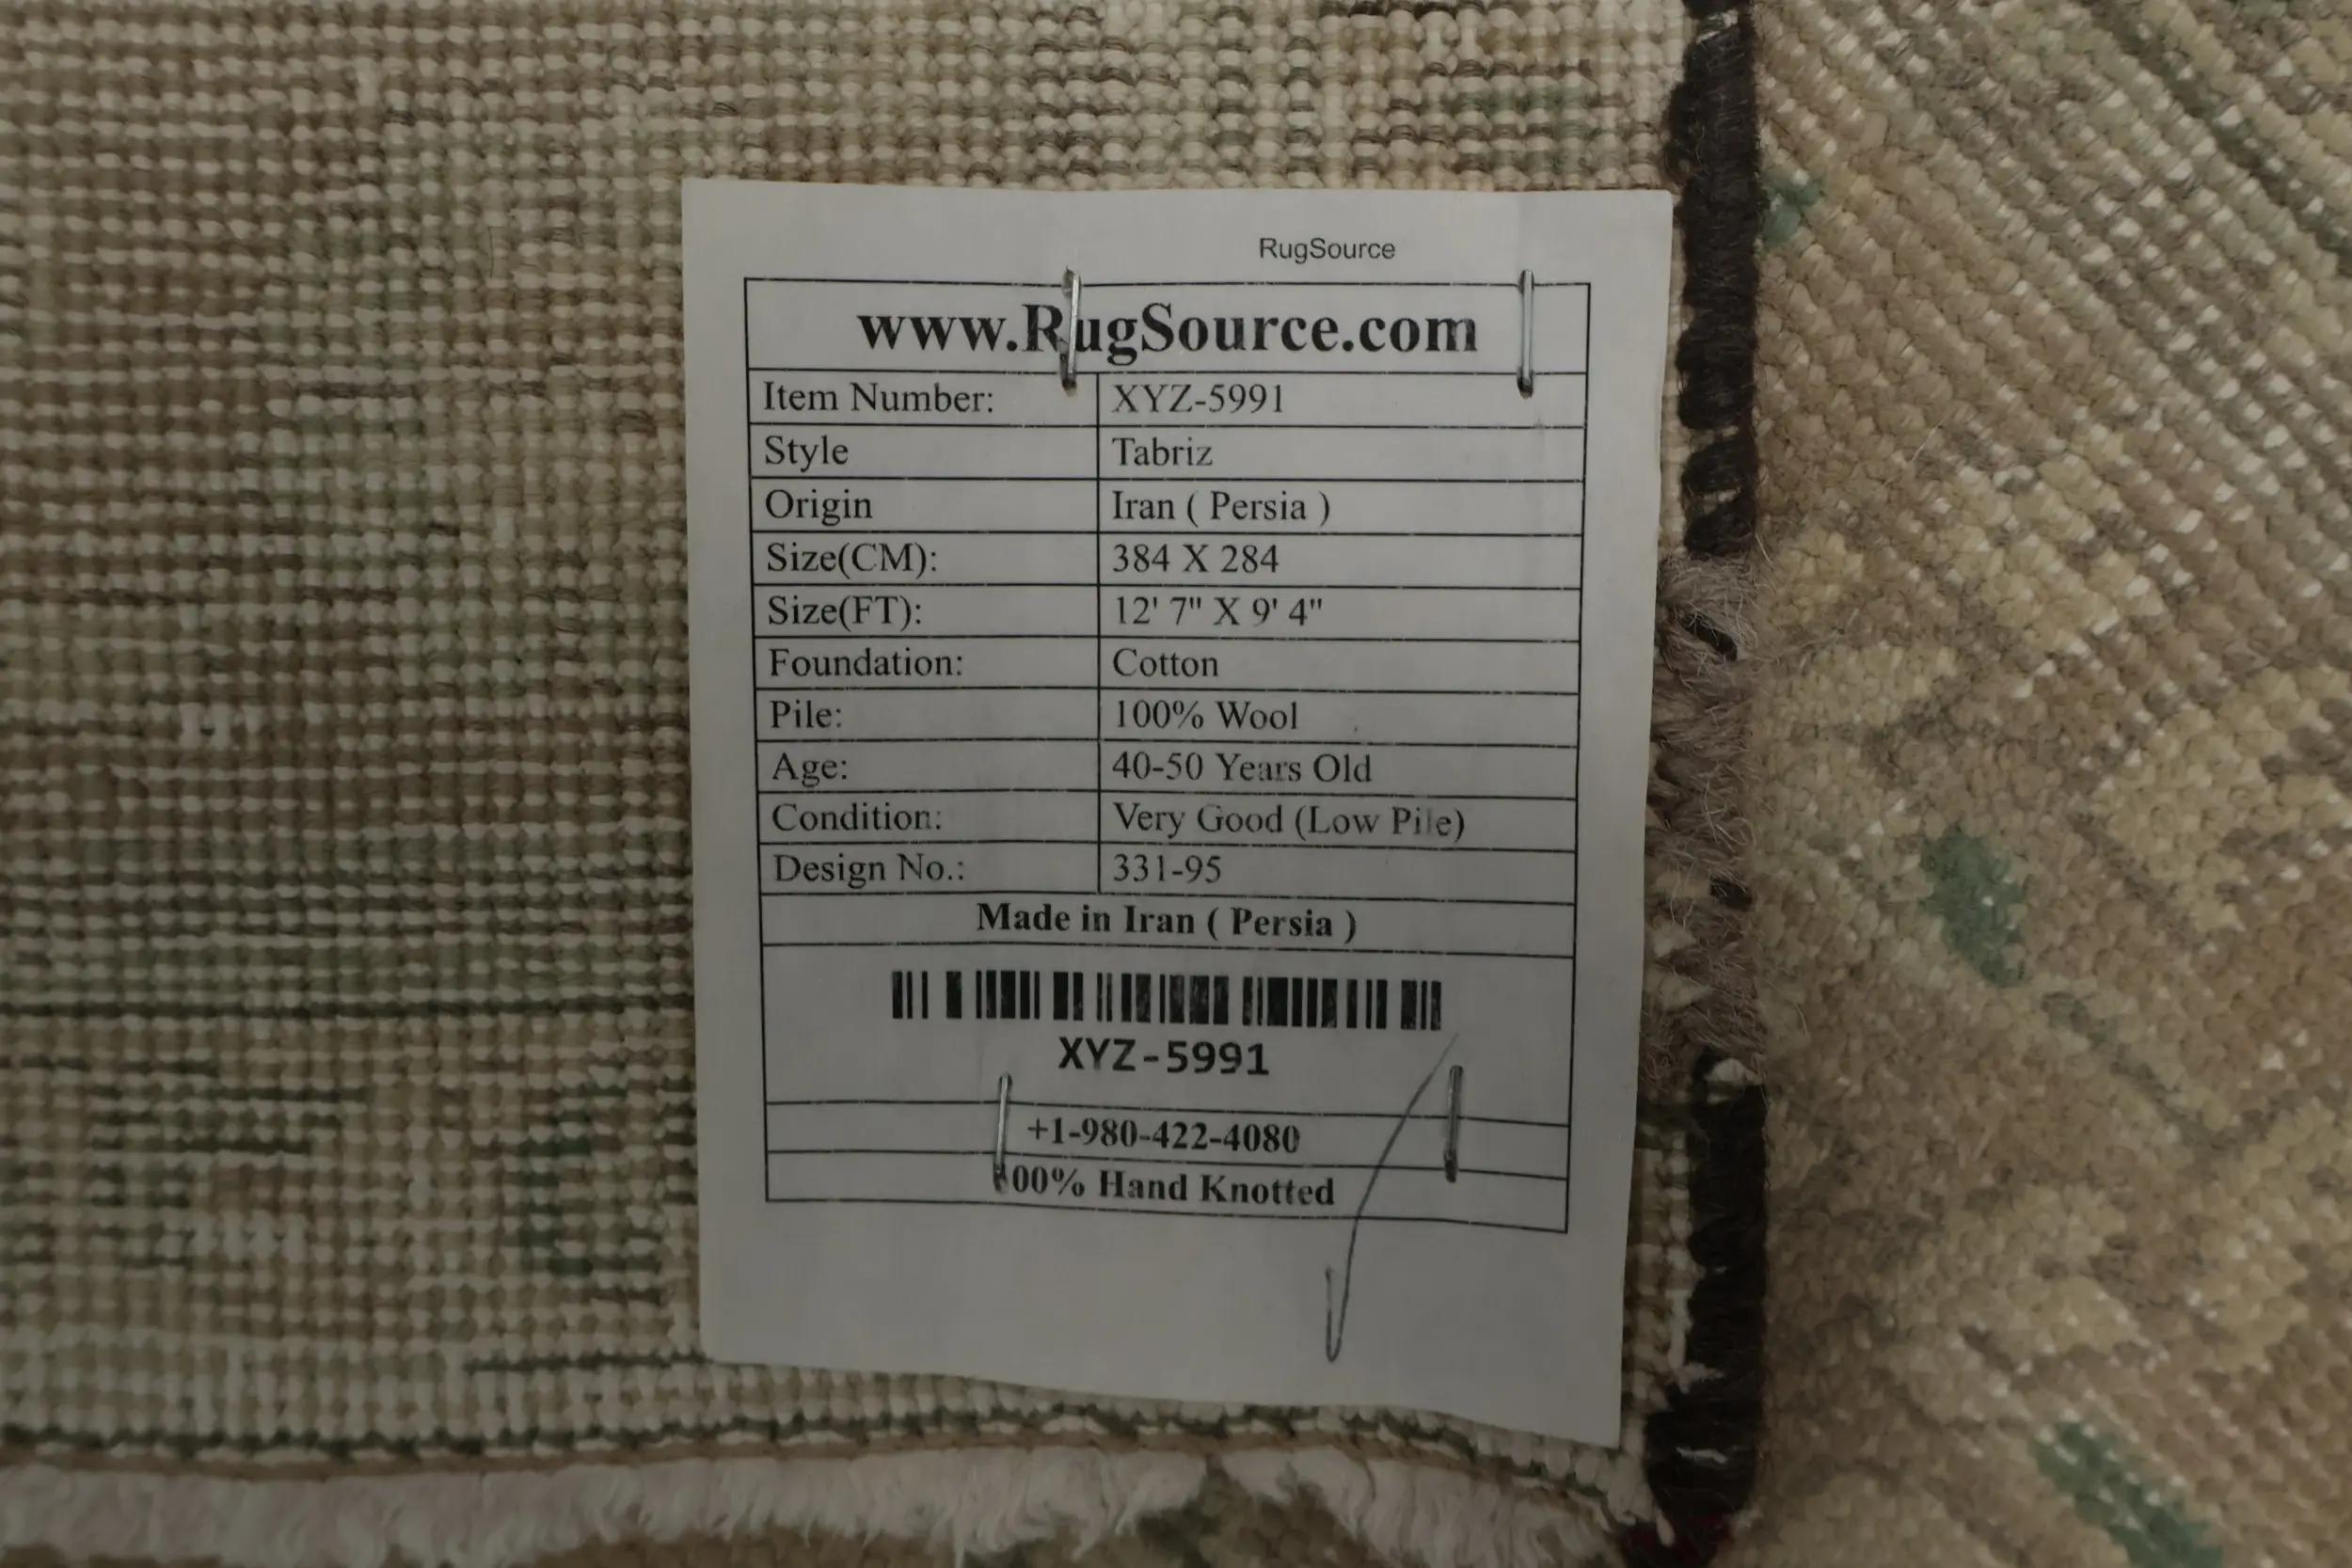 RugSource
www.RugSource.com
Item Number: XYZ-5991
Style Tabriz
Origin Iran ( Persia )
Size(CM): 384 X 284
Size(FT): 12' 7" X 9' 4"
Foundation: Cotton
Pile: 100% Wool
Age: 40-50 Years Old
Condition: Very Good (Low Pile)
Design No.: 331-95
Made in Iran ( Persia )
XYZ-5991
+1-980-422-4080
100% Hand Knotted